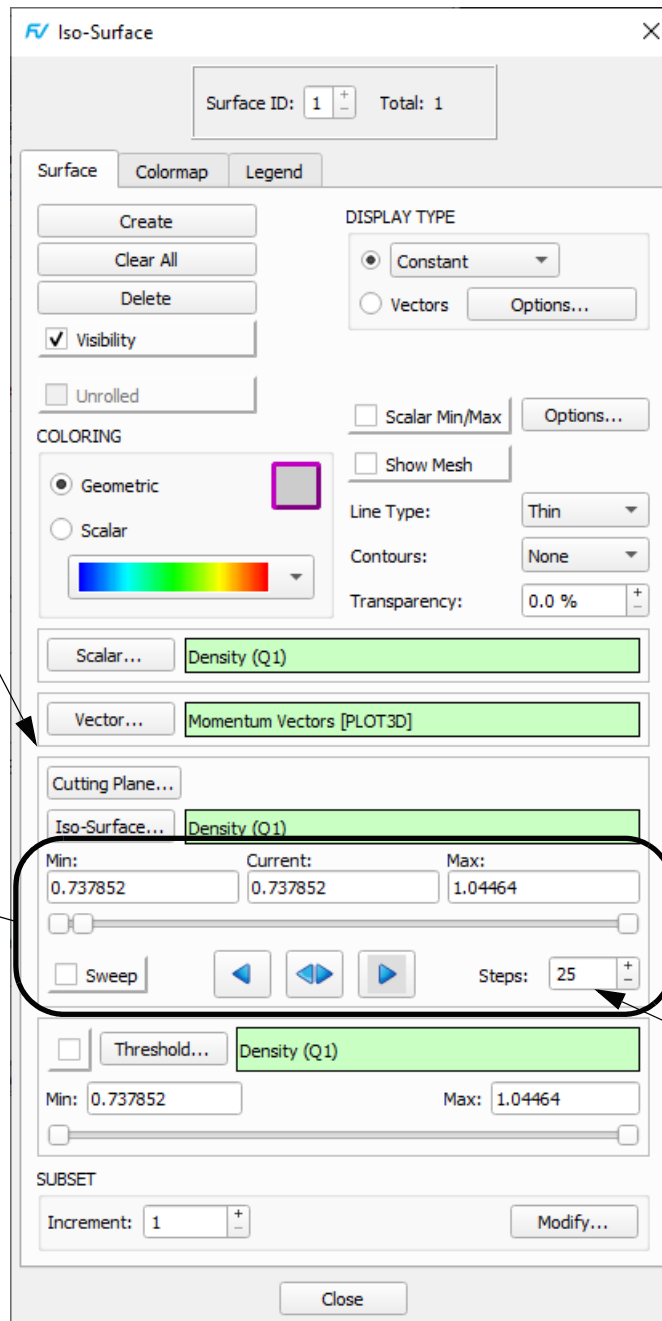 FV Iso-Surface
Surface ID: 1 Total: 1
Surface Colormap Legend
Create
Clear All
Delete
Visibility
Unrolled
DISPLAY TYPE
Constant
Vectors Options...
Scalar Min/Max Options...
Show Mesh
COLORING
Geometric
Scalar
Line Type: Thin
Contours: None
Transparency: 0.0 %
Scalar... Density (Q1)
Vector... Momentum Vectors [PLOT3D]
Cutting Plane...
Iso-Surface... Density (Q1)
Min: Current: Max:
0.737852 0.737852 1.04464
Sweep Steps: 25
Threshold... Density (Q1)
Min: 0.737852 Max: 1.04464
SUBSET
Increment: 1 Modify...
Close